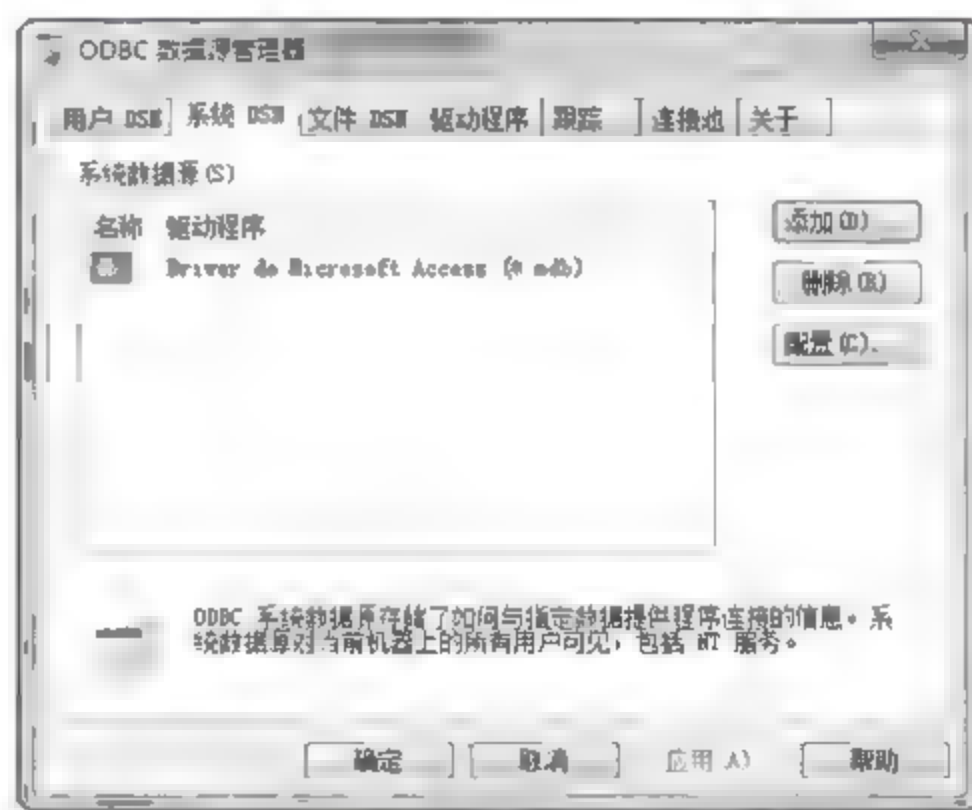 ODBC 数据源管理器
用户 DSN 系统 DSN 文件 DSN 驱动程序 跟踪 连接池 关于
系统数据源(S)
添加(D)
名称 驱动程序
Driver do Microsoft Access (*.mdb)
删除(R)
配置(C)
ODBC 系统数据源存储了如何与指定数据提供程序连接的信息。系
统数据源对当前机器上的所有用户可见，包括 NT 服务。
确定 取消 应用(A) 帮助